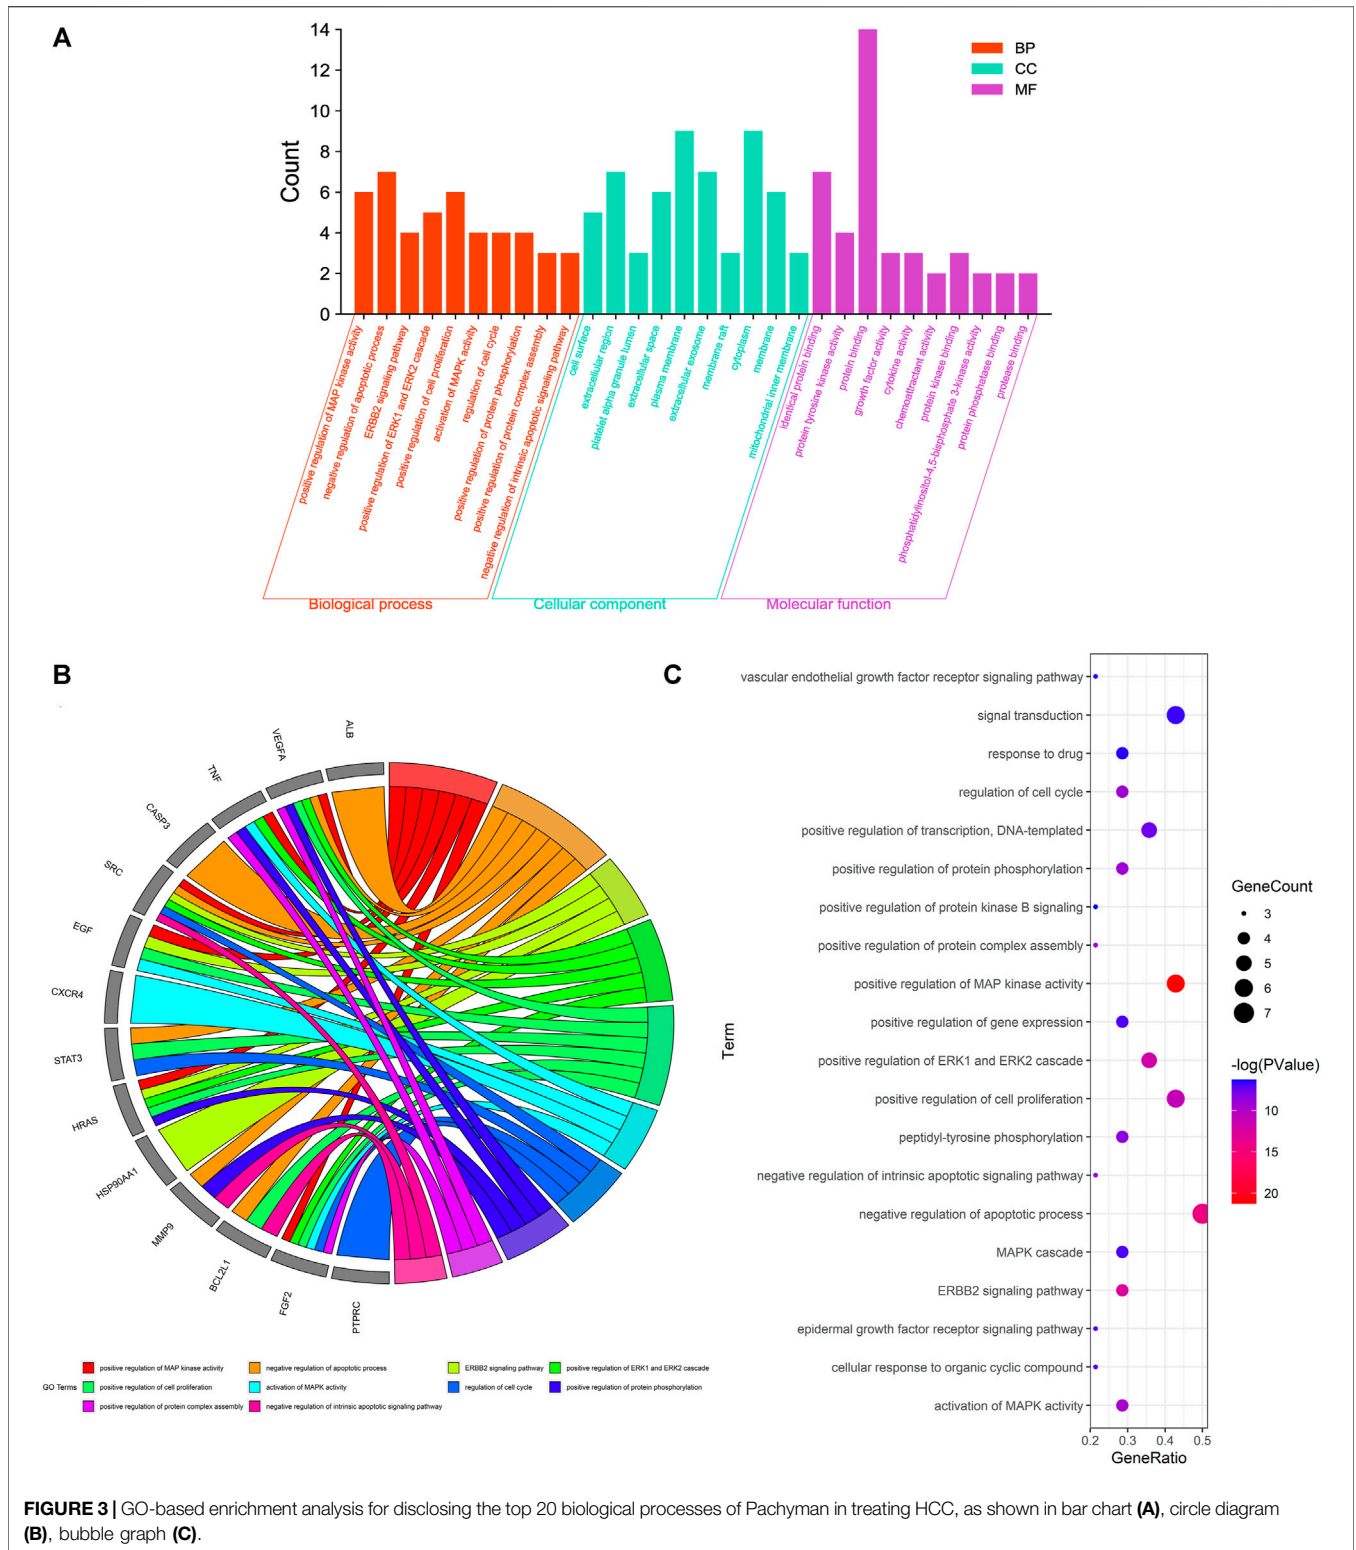 A
14
12
10
8
6
4
2
0
Count
BP
CC
MF
positive regulation of MAP kinase activity
negative regulation of apoptotic process
ERBB2 signaling pathway
positive regulation of ERK1 and ERK2 cascade
positive regulation of cell proliferation
activation of MAPK activity
regulation of cell cycle
positive regulation of protein phosphorylation
positive regulation of protein complex assembly
negative regulation of intrinsic apoptotic signaling pathway
cell surface
extracellular region
platelet alpha granule lumen
extracellular space
plasma membrane
extracellular exosome
membrane raft
cytoplasm
membrane
mitochondrial inner membrane
identical protein binding
protein tyrosine kinase activity
protein binding
growth factor activity
cytokine activity
chemoattractant activity
protein kinase binding
phosphatidylinositol-4,5-bisphosphate 3-kinase activity
protein phosphatase binding
protease binding
Biological process
Cellular component
Molecular function
B
ALB
VEGFA
TNF
CASP3
SRC
EGF
CXCR4
STAT3
HRAS
HSP90AA1
MMP9
BCL2L1
FGF2
PTPRC
GO Terms
positive regulation of MAP kinase activity
negative regulation of apoptotic process
ERBB2 signaling pathway
positive regulation of ERK1 and ERK2 cascade
positive regulation of cell proliferation
activation of MAPK activity
regulation of cell cycle
positive regulation of protein phosphorylation
positive regulation of protein complex assembly
negative regulation of intrinsic apoptotic signaling pathway
C
Term
vascular endothelial growth factor receptor signaling pathway
signal transduction
response to drug
regulation of cell cycle
positive regulation of transcription, DNA-templated
positive regulation of protein phosphorylation
positive regulation of protein kinase B signaling
positive regulation of protein complex assembly
positive regulation of MAP kinase activity
positive regulation of gene expression
positive regulation of ERK1 and ERK2 cascade
positive regulation of cell proliferation
peptidyl-tyrosine phosphorylation
negative regulation of intrinsic apoptotic signaling pathway
negative regulation of apoptotic process
MAPK cascade
ERBB2 signaling pathway
epidermal growth factor receptor signaling pathway
cellular response to organic cyclic compound
activation of MAPK activity
0.2 0.3 0.4 0.5
GeneRatio
GeneCount
3
4
5
6
7
-log(PValue)
10
15
20
FIGURE 3 | GO-based enrichment analysis for disclosing the top 20 biological processes of Pachyman in treating HCC, as shown in bar chart (A), circle diagram
(B), bubble graph (C).